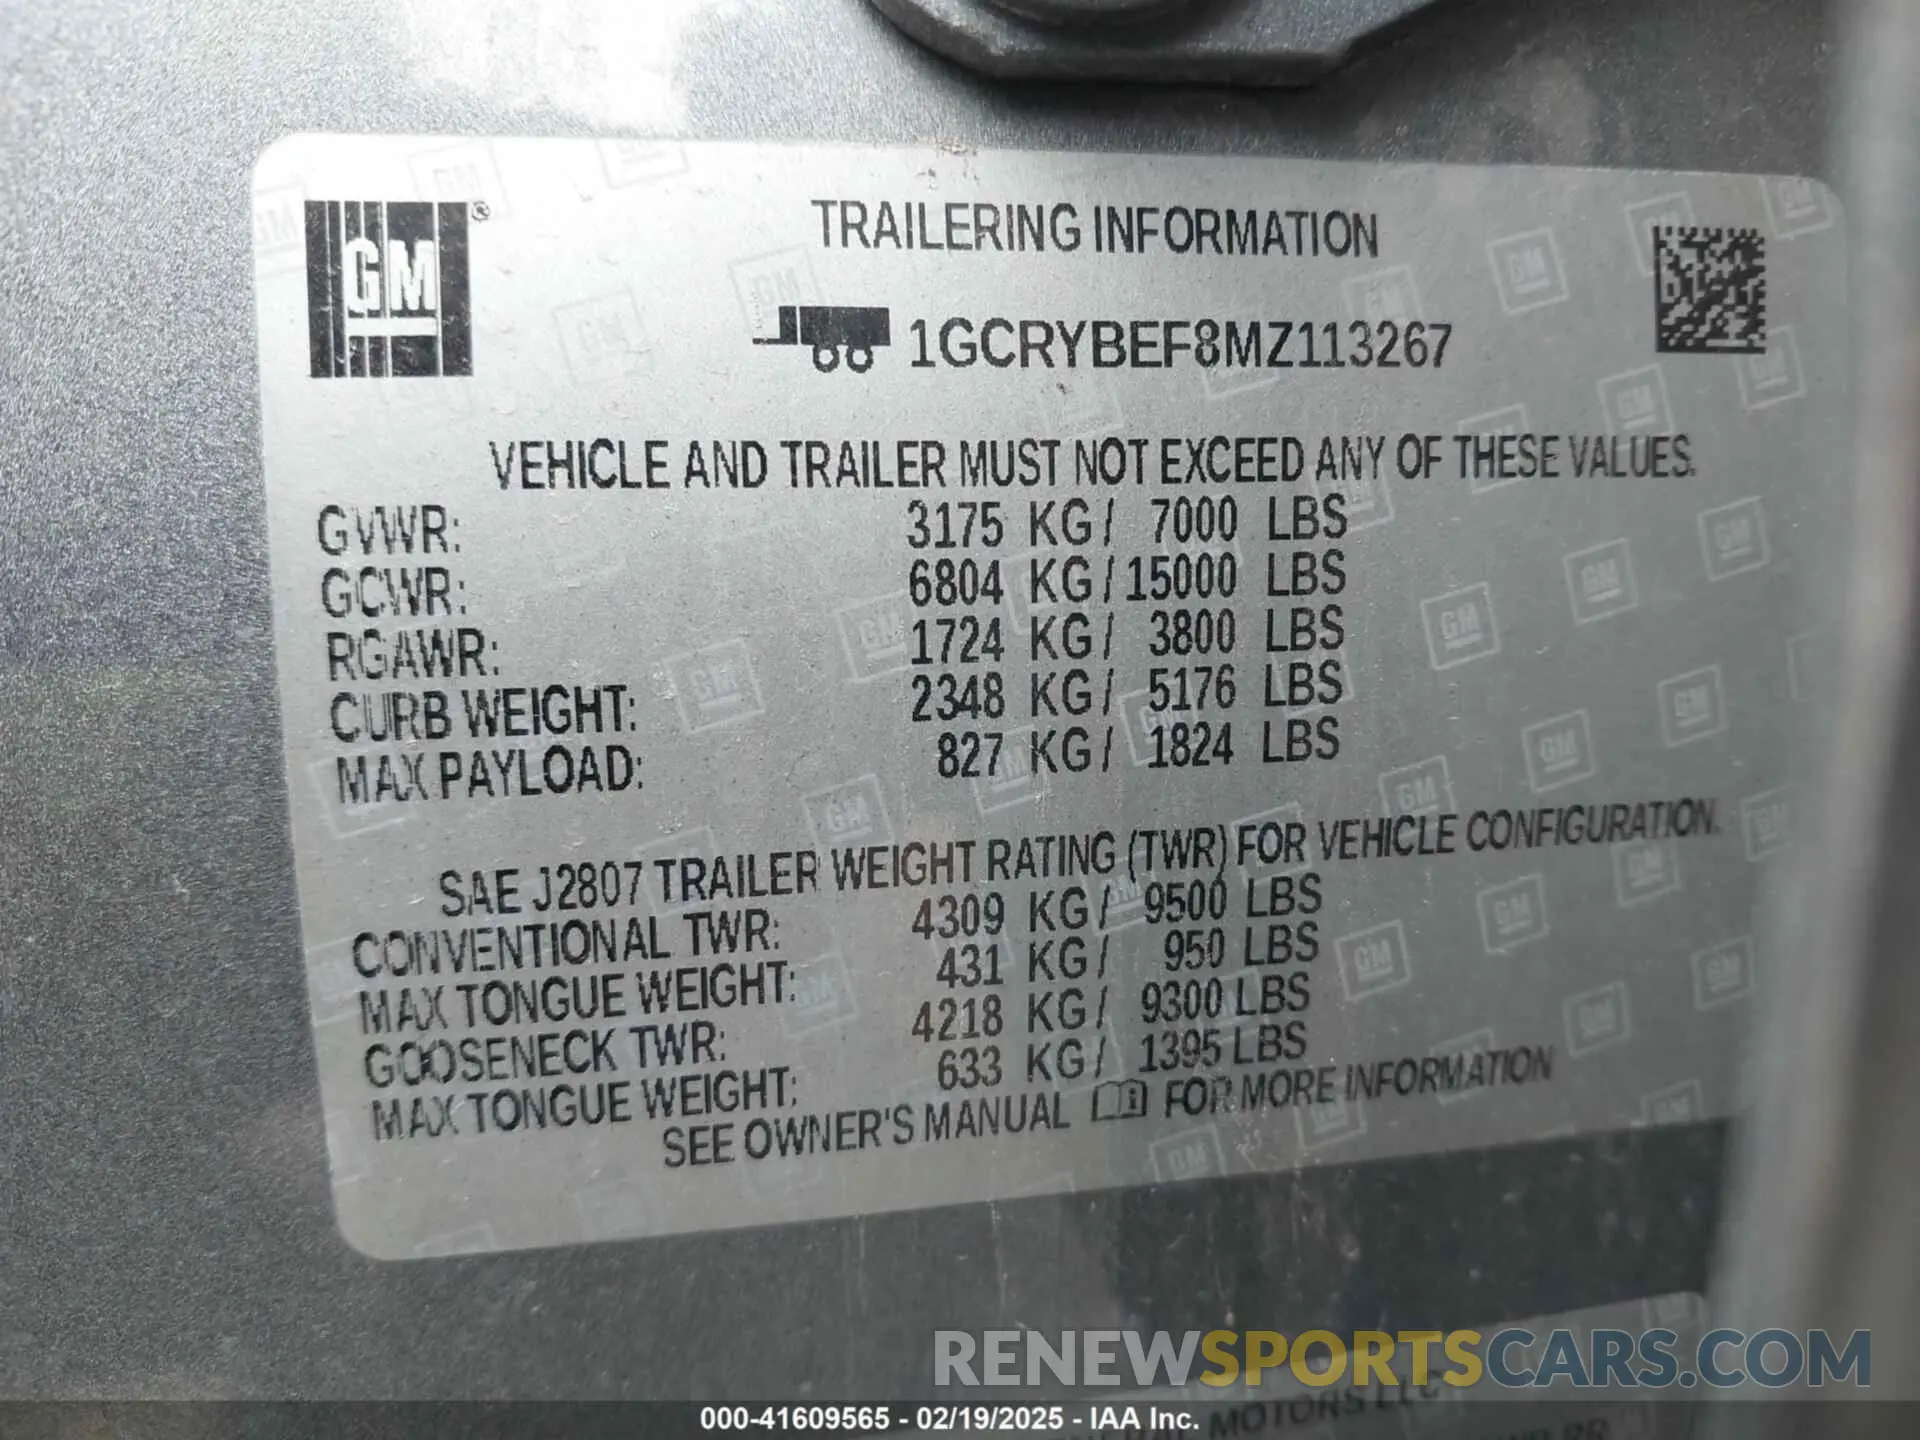 GM®
TRAILERING INFORMATION
1GCRYBEF8MZ113267
VEHICLE AND TRAILER MUST NOT EXCEED ANY OF THESE VALUES.
GVWR: 3175 KG/ 7000 LBS
GCWR: 6804 KG/15000 LBS
RGAWR: 1724 KG/ 3800 LBS
CURB WEIGHT: 2348 KG/ 5176 LBS
MAX PAYLOAD: 827 KG/ 1824 LBS
SAE J2807 TRAILER WEIGHT RATING (TWR) FOR VEHICLE CONFIGURATION.
CONVENTIONAL TWR: 4309 KG/ 9500 LBS
MAX TONGUE WEIGHT: 431 KG/ 950 LBS
GOOSENECK TWR: 4218 KG/ 9300 LBS
MAX TONGUE WEIGHT: 633 KG/ 1395 LBS
SEE OWNER'S MANUAL FOR MORE INFORMATION
RENEWSPORTSCARS.COM
MOTORS LLC
000-41609565 - 02/19/2025 - IAA Inc.